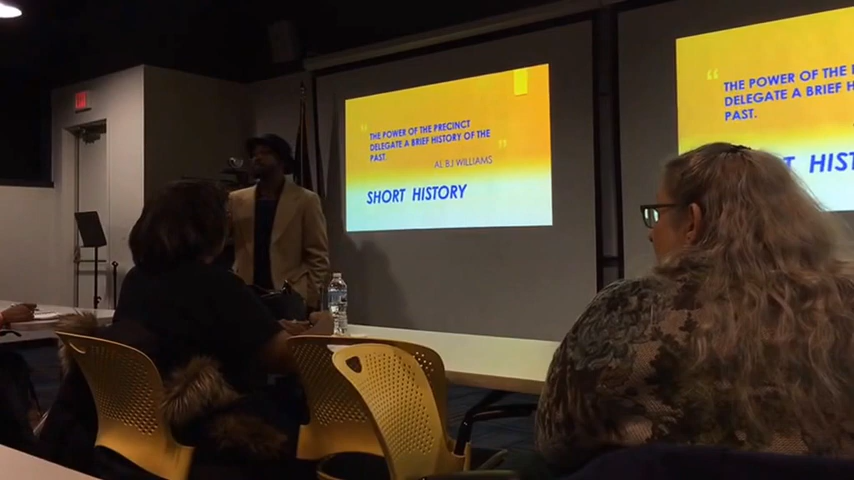 EXIT
“
THE POWER OF THE PRECINCT
DELEGATE A BRIEF HISTORY OF THE
PAST.
”
AL BJ WILLIAMS
SHORT HISTORY
“
THE POWER OF THE
DELEGATE A BRIEF
PAST.
HIST